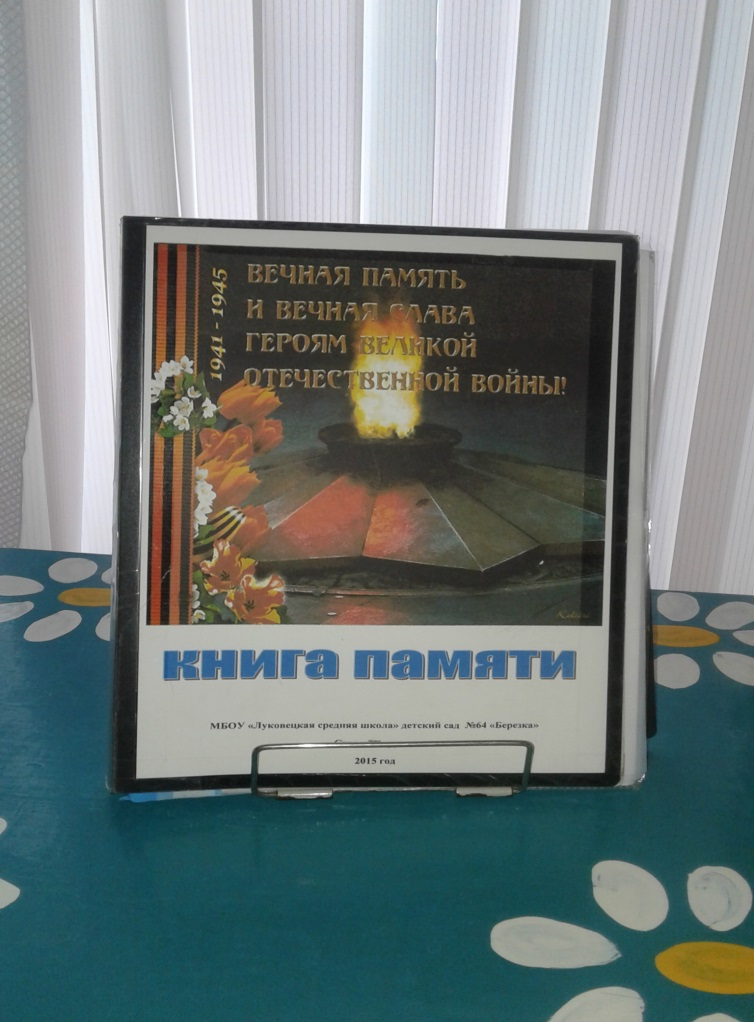 1941 - 1945
ВЕЧНАЯ ПАМЯТЬ
И ВЕЧНАЯ СЛАВА
ГЕРОЯМ ВЕЛИКОЙ
ОТЕЧЕСТВЕННОЙ ВОЙНЫ!
книга памяти
МБОУ «Луковецкая средняя школа» детский сад №64 «Березка»
2015 год